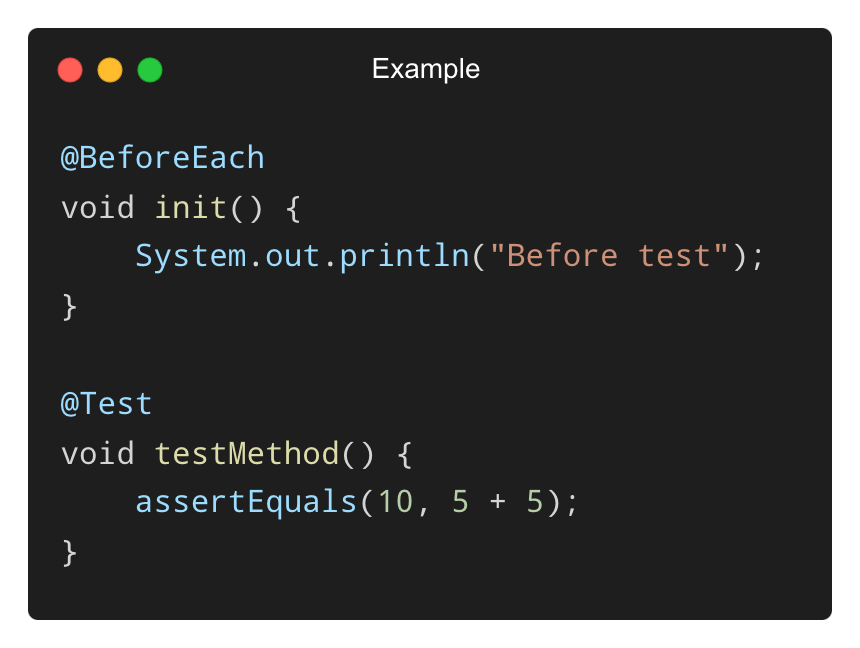 Example
@BeforeEach
void init() {
    System.out.println("Before test");
}

@Test
void testMethod() {
    assertEquals(10, 5 + 5);
}